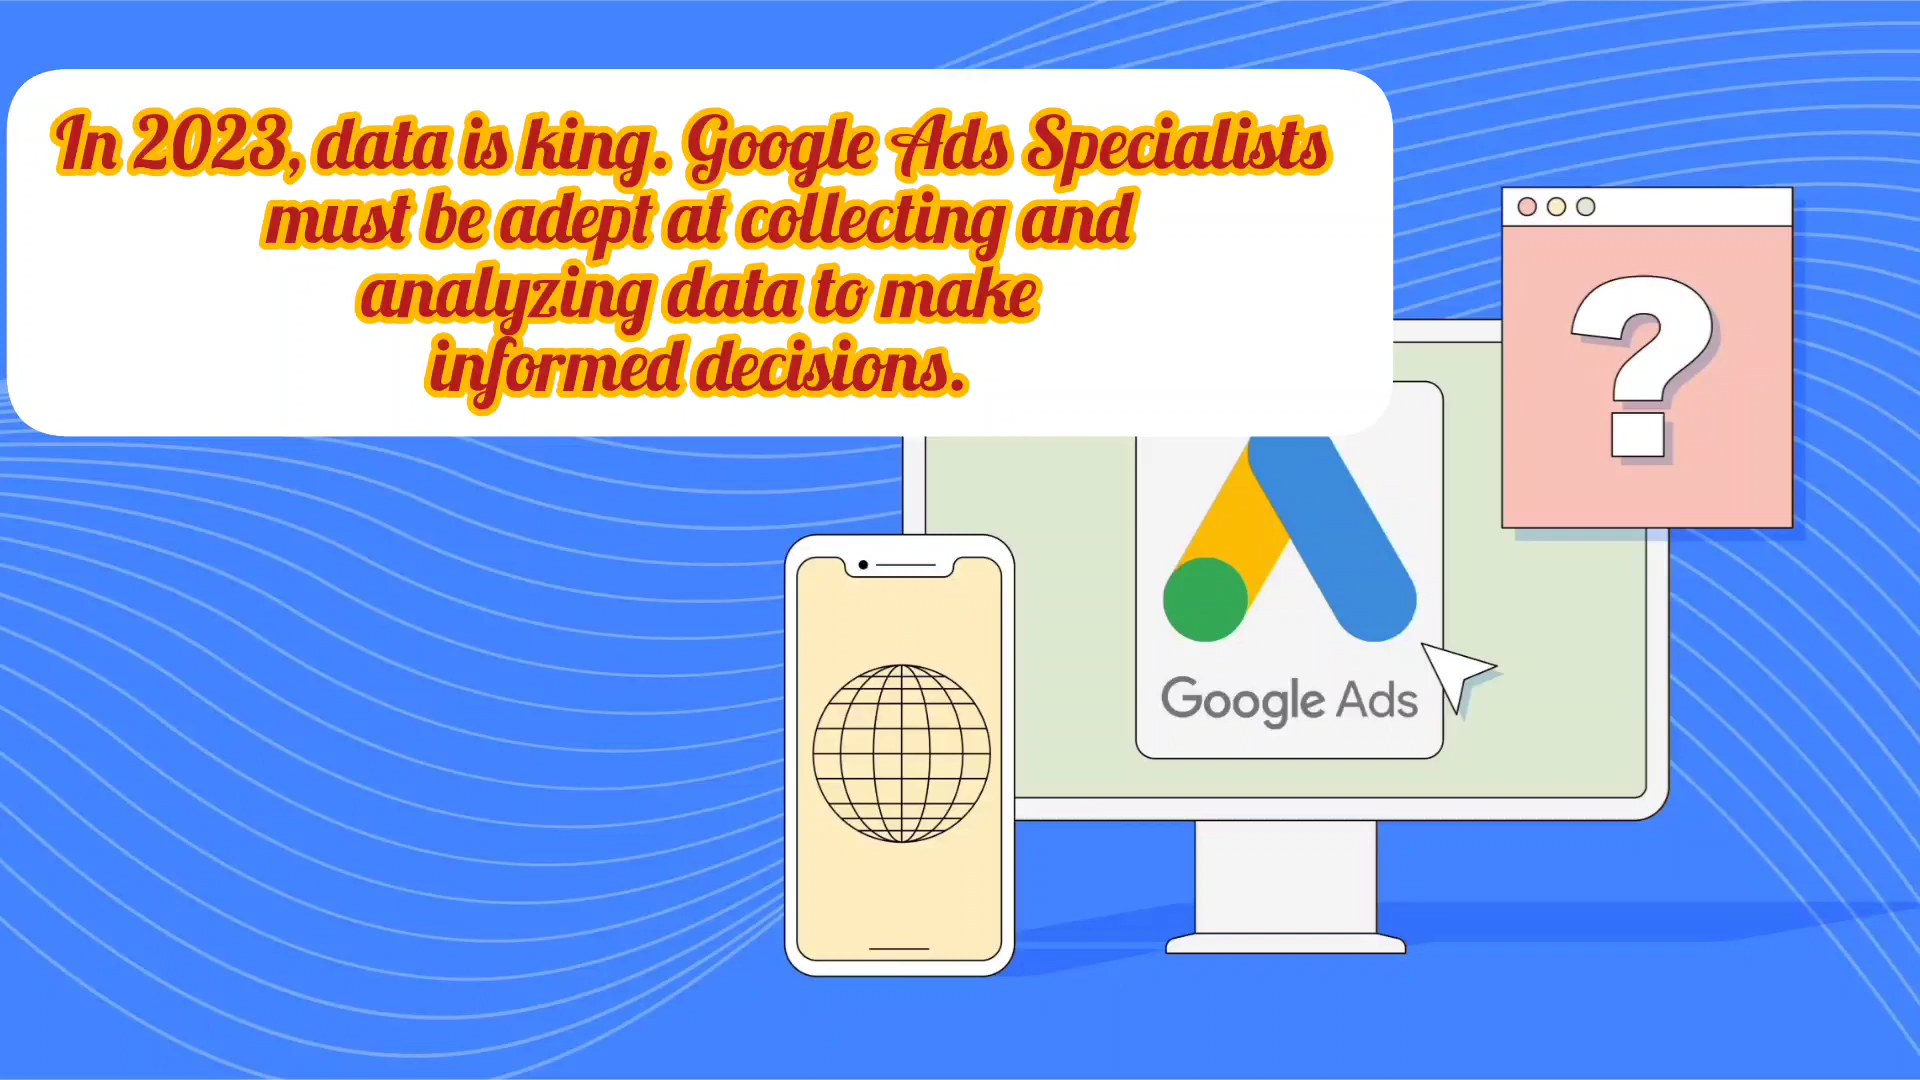 In 2023, data is king. Google Ads Specialists
must be adept at collecting and
analyzing data to make
informed decisions.
?
Google Ads